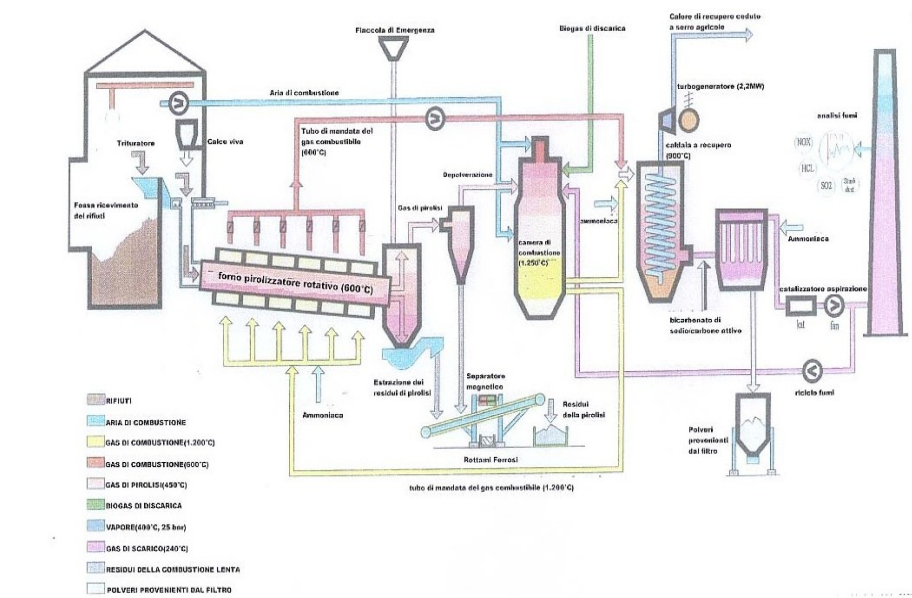 Fiaccola di Emergenza
Biogas di discarica
Calore di recupero ceduto
a serre agricole
Aria di combustione
turbogeneratore (2,2MW)
Tubo di mandata del
gas combustibile
(600°C)
Calce viva
Trituratore
analisi fumi
NOX
HCL
SO2
caldaia a recupero
(900°C)
Depolverazione
Fossa ricevimento
dei rifiuti
Gas di pirolisi
ammoniaca
Ammoniaca
camera di
combustione
(1.250°C)
forno pirolizzatore rotativo (600°C)
catalizzatore
aspirazione
kat
fan
bicarbonato di
sodio/carbone attivo
Estrazione dei
residui di pirolisi
Separatore
magnetico
riciclo fumi
Ammoniaca
Residui
della pirolisi
Polveri
provenienti
dal filtro
Rottami Ferrosi
tubo di mandata del gas combustibile (1.200°C)
RIFIUTI
ARIA DI COMBUSTIONE
GAS DI COMBUSTIONE(1.200°C)
GAS DI COMBUSTIONE(600°C)
GAS DI PIROLISI(450°C)
BIOGAS DI DISCARICA
VAPORE(400°C, 25 bar)
GAS DI SCARICO(240°C)
RESIDUI DELLA COMBUSTIONE LENTA
POLVERI PROVENIENTI DAL FILTRO